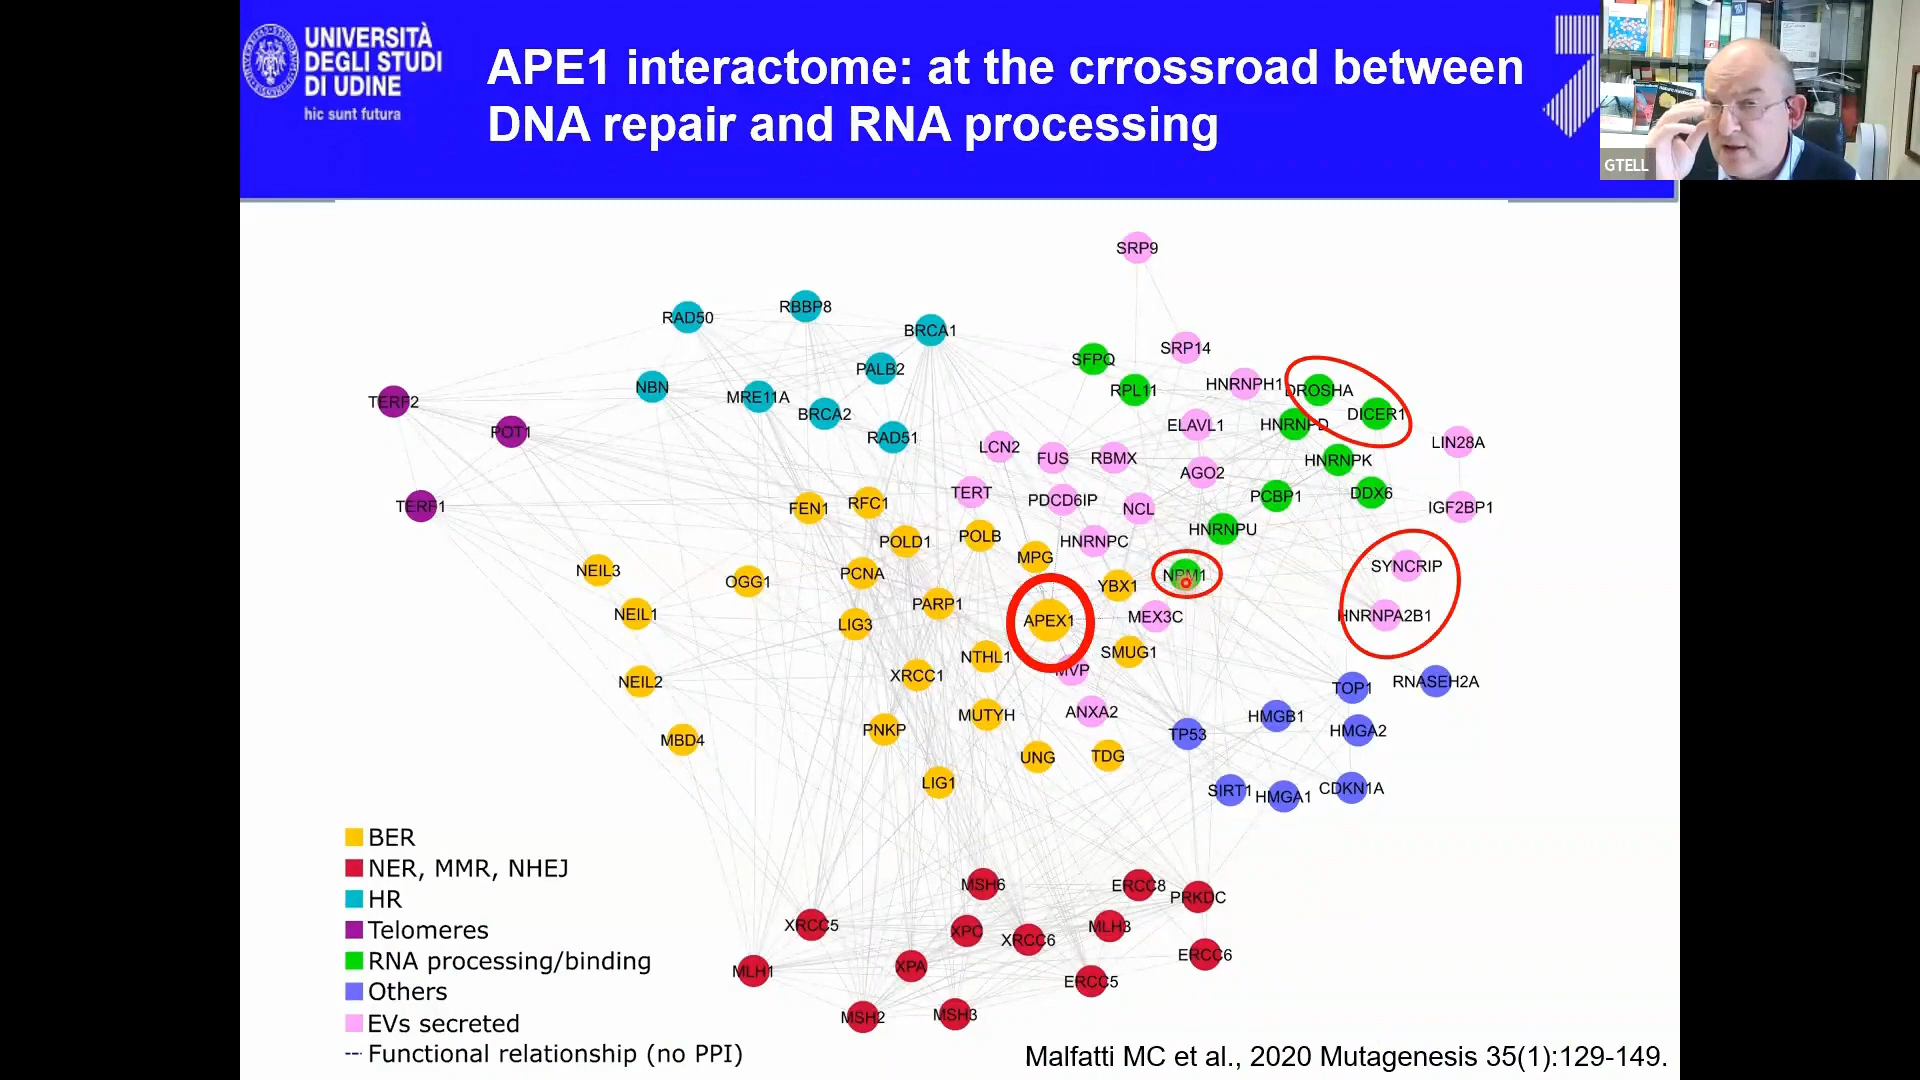 UNIVERSITÀ
DEGLI STUDI
DI UDINE
hic sunt futura
APE1 interactome: at the crrossroad between
DNA repair and RNA processing
GTELL
SRP9
RAD50
RBBP8
BRCA1
SRP14
SFPQ
PALB2
NBN
MRE11A
RPL11
HNRNPH1
DROSHA
TERF2
BRCA2
DICER1
POT1
RAD51
ELAVL1
HNRNPD
LIN28A
LCN2
FUS
RBMX
HNRNPK
AGO2
TERT
PDCD6IP
PCBP1
DDX6
TERF1
FEN1
RFC1
NCL
IGF2BP1
POLD1
POLB
HNRNPC
HNRNPU
MPG
NEIL3
OGG1
PCNA
YBX1
NPM1
SYNCRIP
PARP1
NEIL1
LIG3
APEX1
MEX3C
HNRNPA2B1
NTHL1
SMUG1
XRCC1
MVP
NEIL2
TOP1
RNASEH2A
MUTYH
ANXA2
HMGB1
MBD4
PNKP
TP53
HMGA2
UNG
TDG
LIG1
SIRT1
HMGA1
CDKN1A
BER
NER, MMR, NHEJ
HR
Telomeres
RNA processing/binding
Others
EVs secreted
Functional relationship (no PPI)
MSH6
ERCC8
PRKDC
XRCC5
XPC
XRCC6
MLH3
MLH1
XPA
ERCC5
ERCC6
MSH2
MSH3
Malfatti MC et al., 2020 Mutagenesis 35(1):129-149.